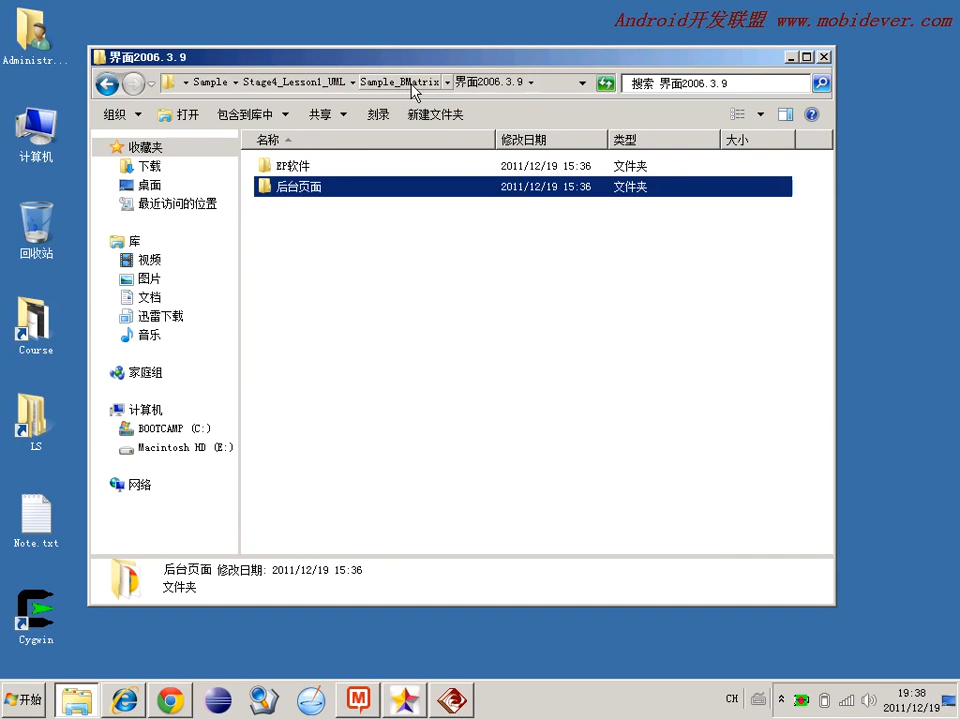 Android开发联盟 www.mobidever.com
Administr...
计算机
回收站
Course
LS
Note.txt
Cygwin
界面2006.3.9
Sample Stage4_Lesson1_UML Sample_BMatrix 界面2006.3.9
搜索 界面2006.3.9
组织 打开 包含到库中 共享 刻录 新建文件夹
收藏夹
下载
桌面
最近访问的位置
库
视频
图片
文档
迅雷下载
音乐
家庭组
计算机
BOOTCAMP (C:)
Macintosh HD (E:)
网络
名称 修改日期 类型 大小
EP软件 2011/12/19 15:36 文件夹
后台页面 2011/12/19 15:36 文件夹
后台页面 修改日期: 2011/12/19 15:36
文件夹
开始
CH
19:38
2011/12/19